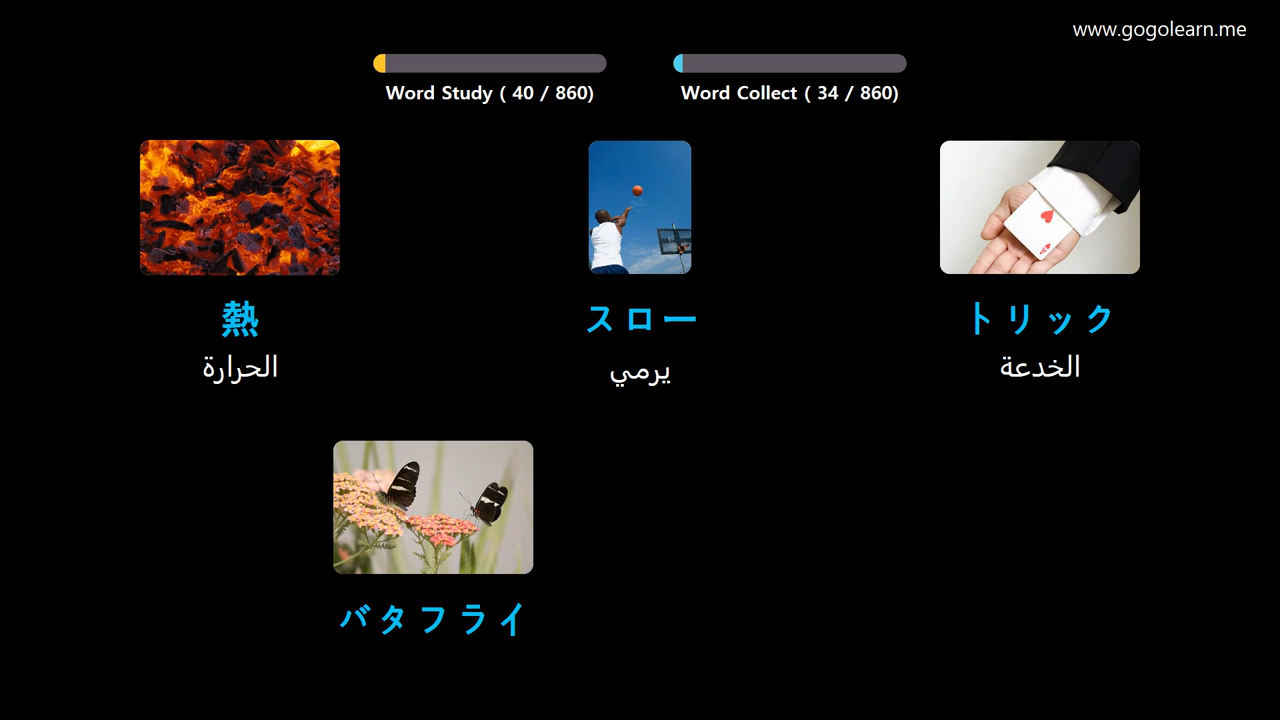 www.gogolearn.me
Word Study ( 40 / 860)
Word Collect ( 34 / 860)
熱
スロー
トリック
الحرارة
يرمي
الخدعة
バタフライ